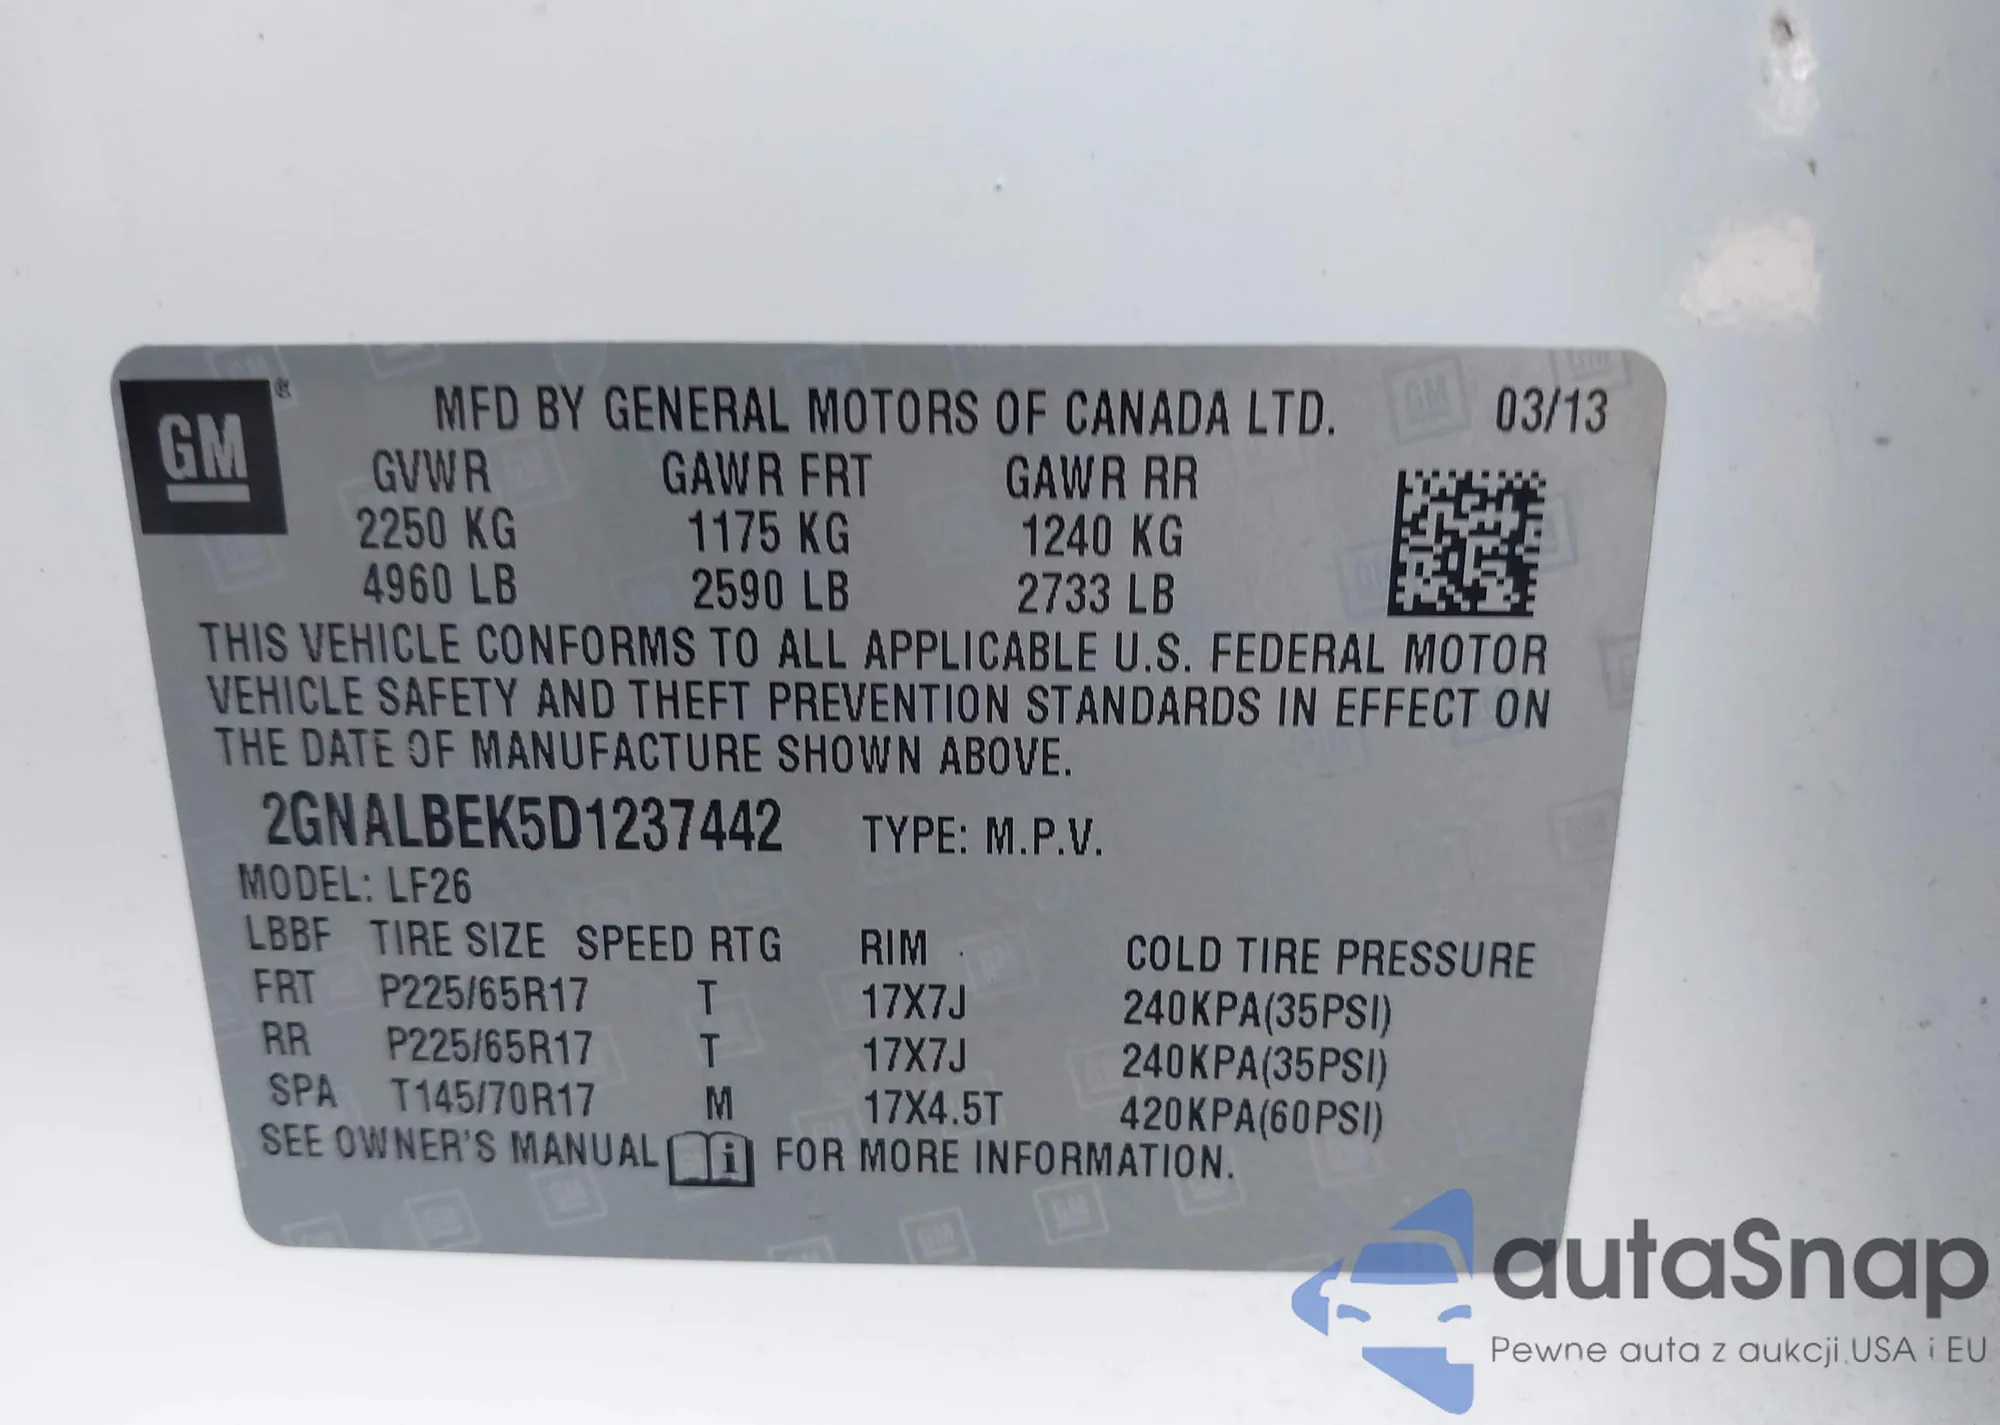 GM ®
MFD BY GENERAL MOTORS OF CANADA LTD. 03/13
GVWR GAWR FRT GAWR RR
2250 KG 1175 KG 1240 KG
4960 LB 2590 LB 2733 LB
THIS VEHICLE CONFORMS TO ALL APPLICABLE U.S. FEDERAL MOTOR
VEHICLE SAFETY AND THEFT PREVENTION STANDARDS IN EFFECT ON
THE DATE OF MANUFACTURE SHOWN ABOVE.
2GNALBEK5D1237442 TYPE: M.P.V.
MODEL: LF26
LBBF TIRE SIZE SPEED RTG RIM COLD TIRE PRESSURE
FRT P225/65R17 T 17X7J 240KPA(35PSI)
RR P225/65R17 T 17X7J 240KPA(35PSI)
SPA T145/70R17 M 17X4.5T 420KPA(60PSI)
SEE OWNER'S MANUAL i FOR MORE INFORMATION.
autaSnap
Pewne auta z aukcji USA i EU